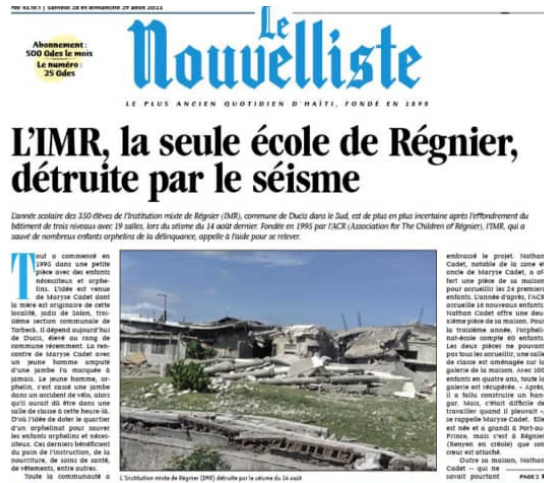 Samedi 28 et dimanche 29 août 2021
Abonnement :
500 Gdes le mois
Le numéro :
25 Gdes
Le
Nouvelliste
LE PLUS ANCIEN QUOTIDIEN D'HAÏTI, FONDÉ EN 1898
L'IMR, la seule école de Régnier,
détruite par le séisme
L'année scolaire des 350 élèves de l'Institution mixte de Régnier (IMR), commune de Ducis dans le Sud, est de plus en plus incertaine après l'effondrement du
bâtiment de trois niveaux avec 19 salles, lors du séisme du 14 août dernier. Fondée en 1995 par l'ACR (Association for The Children of Régnier), l'IMR, qui a
sauvé de nombreux enfants orphelins de la délinquance, appelle à l'aide pour se relever.
Tout a commencé en
1995 dans une petite
pièce avec des enfants
nécessiteux et orphe-
lins. L'idée est venue
de Maryse Cadet dont
la mère est originaire de cette
localité, jadis de Solon, troi-
sième section communale de
Torbeck. Il dépend aujourd'hui
de Ducis, élevé au rang de
commune récemment. La ren-
contre de Maryse Cadet avec
un jeune homme amputé
d'une jambe l'a marquée à
jamais. Le jeune homme, or-
phelin, s'est cassé une jambe
dans un accident de vélo, alors
qu'il aurait dû être dans une
salle de classe à cette heure-là.
D'où l'idée de doter le quartier
d'un orphelinat pour sauver
les enfants orphelins et néces-
siteux. Ces derniers bénéficient
du pain de l'instruction, de la
nourriture, de soins de santé,
de vêtements, entre autres.
Toute la communauté a
L'Institution mixte de Régnier (IMR) détruite par le séisme du 14 août
embrassé le projet. Nathan
Cadet, notable de la zone et
oncle de Maryse Cadet, a of-
fert une pièce de sa maison
pour accueillir les 24 premiers
enfants. L'année d'après, l'ACR
accueille 16 nouveaux enfants.
Nathan Cadet offre une deu-
xième pièce de sa maison. Pour
la troisième année, l'orpheli-
nat-école compte 60 enfants.
Les deux pièces ne pouvant
pas tous les accueillir, une salle
de classe est aménagée sur la
galerie de la maison. Avec 100
enfants en quatre ans, toute la
galerie est récupérée. « Après,
il a fallu construire un han-
gar. Mais, c'était difficile de
travailler quand il pleuvait »,
se rappelle Maryse Cadet. Elle
est née et a grandi à Port-au-
Prince, mais c'est à Régnier
(Renyen en créole) que son
cœur est attaché.
Outre sa maison, Nathan
Cadet – qui ne
savait pourtant
PAGE